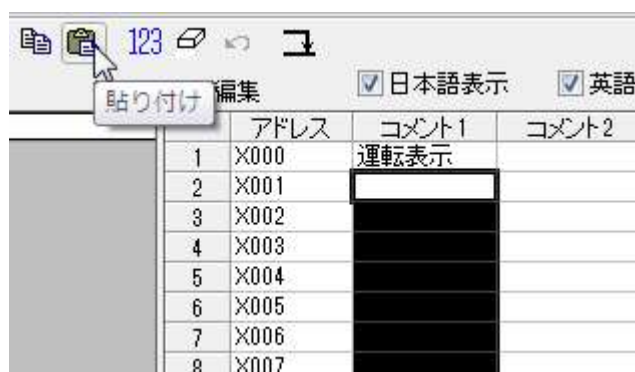 123
貼り付け
編集
日本語表示
英語
アドレス コメント1 コメント2
1 X000 運転表示
2 X001
3 X002
4 X003
5 X004
6 X005
7 X006
8 X007